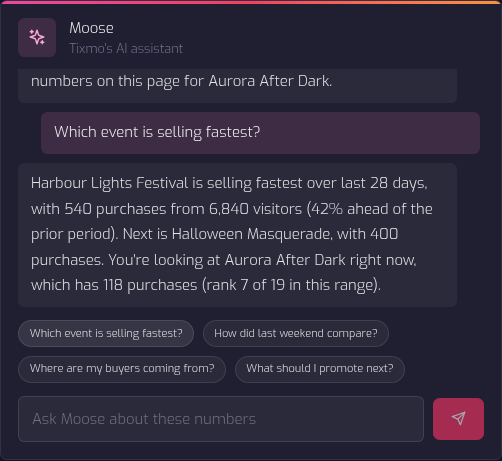 Moose
Tixmo's AI assistant
numbers on this page for Aurora After Dark.
Which event is selling fastest?
Harbour Lights Festival is selling fastest over last 28 days,
with 540 purchases from 6,840 visitors (42% ahead of the
prior period). Next is Halloween Masquerade, with 400
purchases. You're looking at Aurora After Dark right now,
which has 118 purchases (rank 7 of 19 in this range).
Which event is selling fastest?
How did last weekend compare?
Where are my buyers coming from?
What should I promote next?
Ask Moose about these numbers